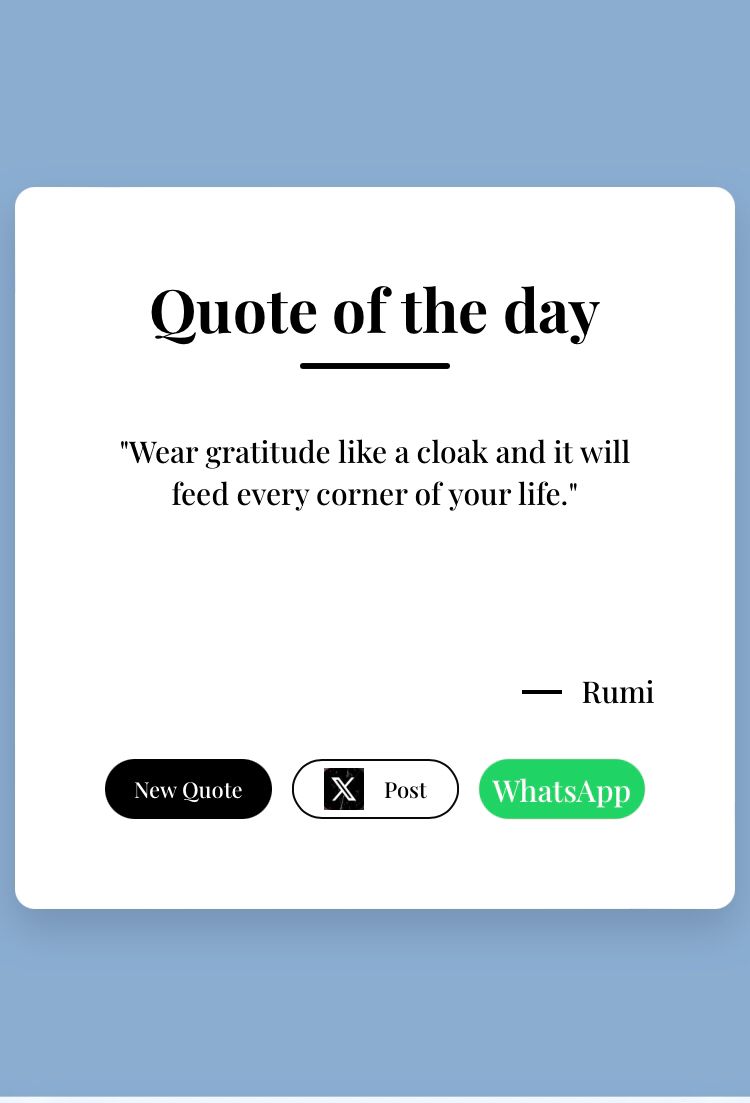 Quote of the day
"Wear gratitude like a cloak and it will
feed every corner of your life."
— Rumi
New Quote
X Post
WhatsApp